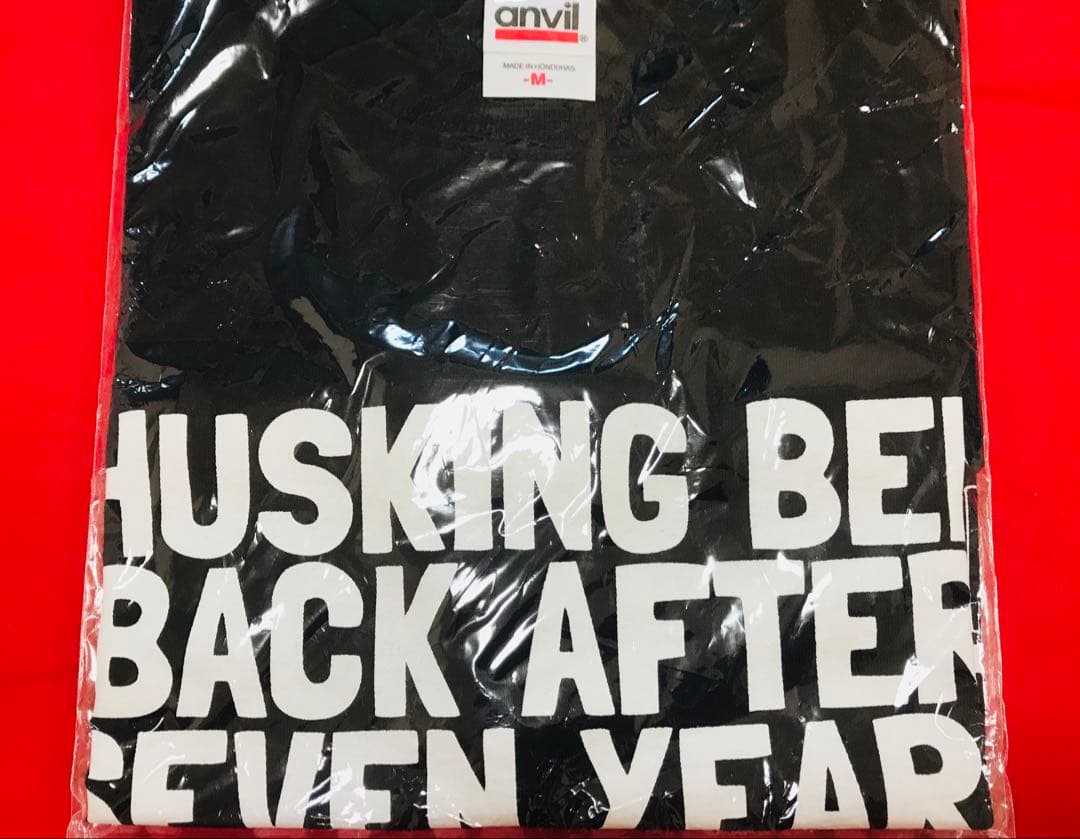 anvil®
MADE IN HONDURAS
-M-
HUSKING BE
BACK AFTER
SEVEN YEAR